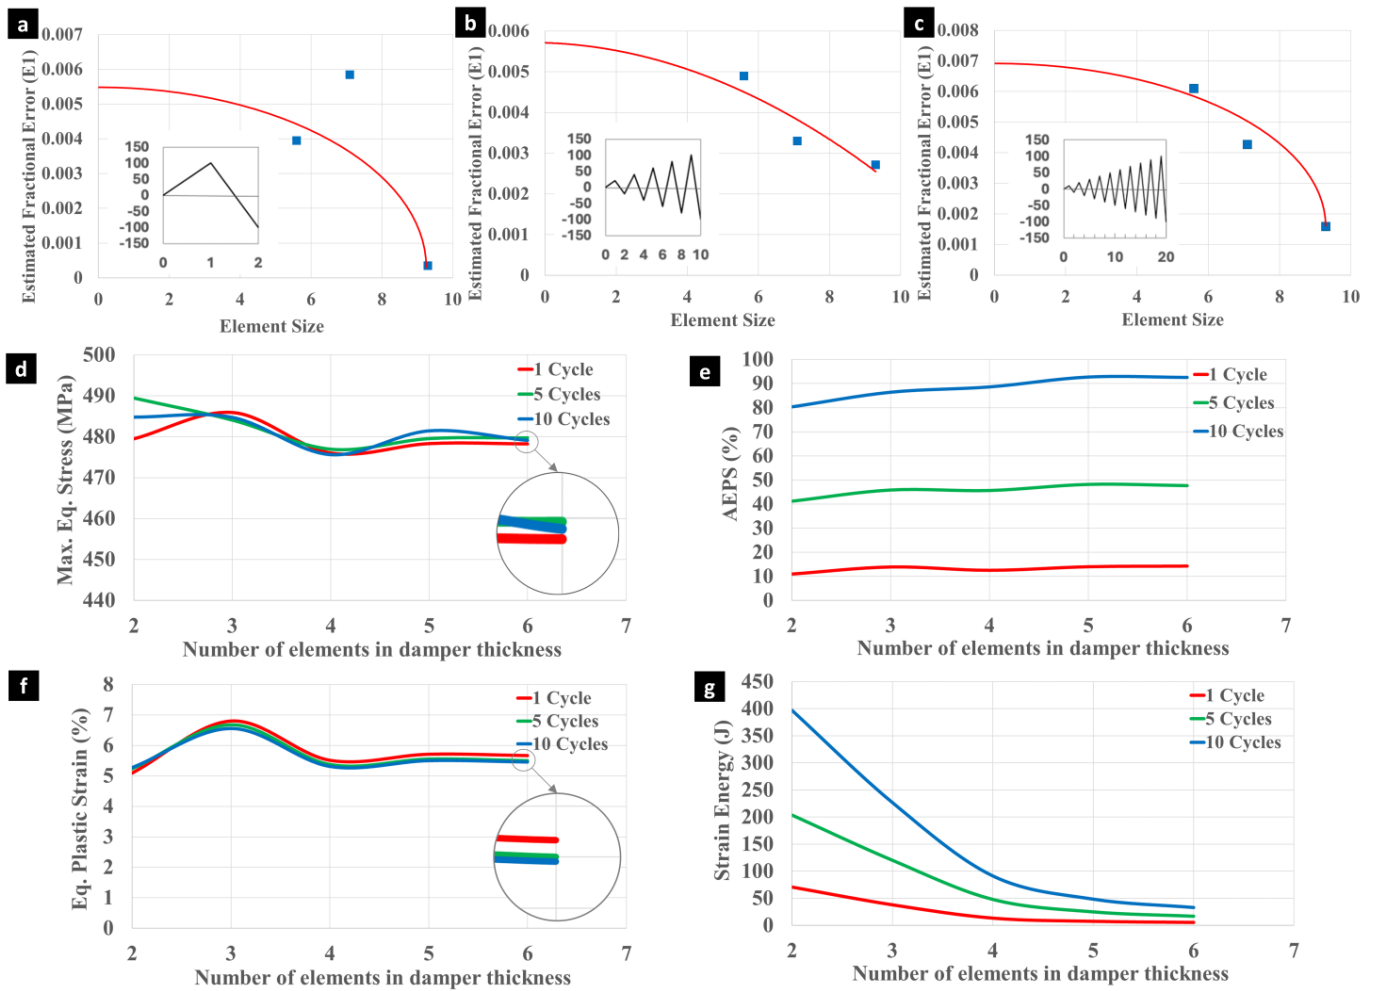 a
Estimated Fractional Error (E1)
0.007
0.006
0.005
0.004
0.003
0.002
0.001
0
150
100
50
0
-50
-100
-150
0 1 2
0 2 4 6 8 10
Element Size
b
Estimated Fractional Error (E1)
0.006
0.005
0.004
0.003
0.002
0.001
0
150
100
50
0
-50
-100
-150
0 2 4 6 8 10
0 2 4 6 8 10
Element Size
c
Estimated Fractional Error (E1)
0.008
0.007
0.006
0.005
0.004
0.003
0.002
0.001
0
150
100
50
0
-50
-100
-150
0 10 20
0 2 4 6 8 10
Element Size
d
Max. Eq. Stress (MPa)
500
490
480
470
460
450
440
1 Cycle
5 Cycles
10 Cycles
2 3 4 5 6 7
Number of elements in damper thickness
e
AEPS (%)
100
90
80
70
60
50
40
30
20
10
0
1 Cycle
5 Cycles
10 Cycles
2 3 4 5 6 7
Number of elements in damper thickness
f
Eq. Plastic Strain (%)
8
7
6
5
4
3
2
1
0
1 Cycle
5 Cycles
10 Cycles
2 3 4 5 6 7
Number of elements in damper thickness
g
Strain Energy (J)
450
400
350
300
250
200
150
100
50
0
1 Cycle
5 Cycles
10 Cycles
2 3 4 5 6 7
Number of elements in damper thickness